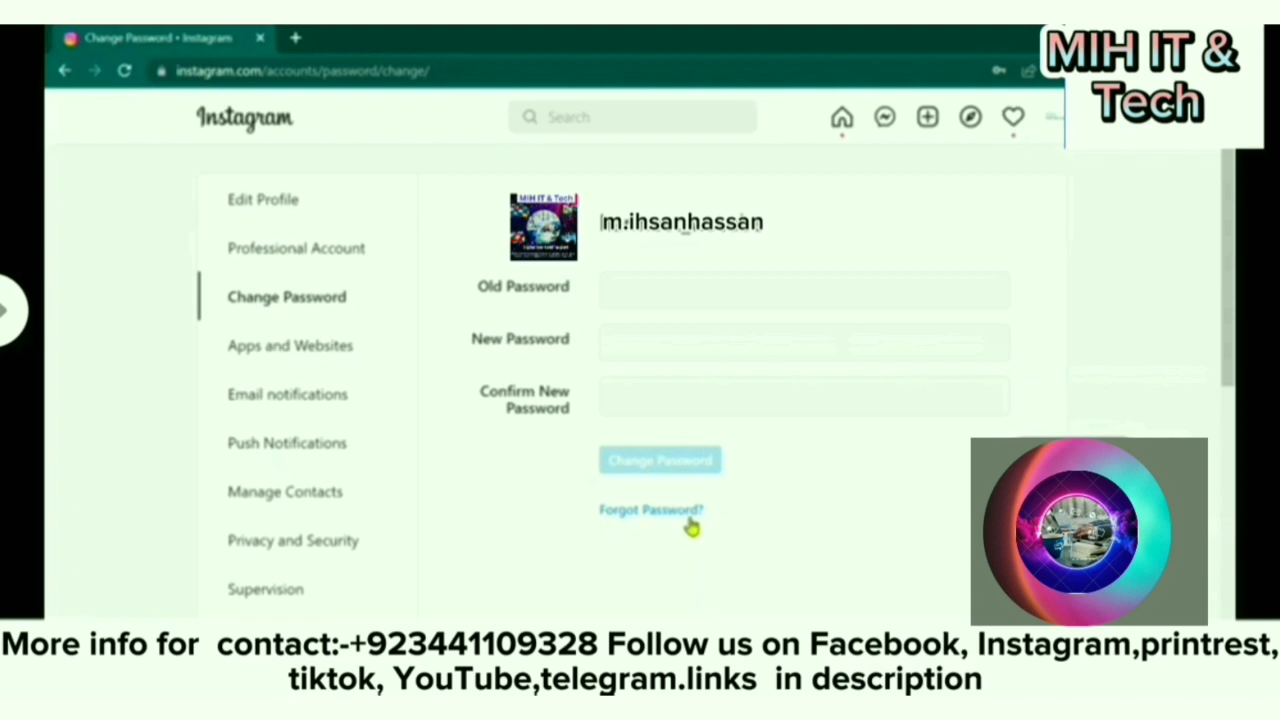 Change Password • Instagram
instagram.com/accounts/password/change/
MIH IT &
Tech
Instagram
Search
Edit Profile
MIH IT & Tech
m.ihsanhassan
Professional Account
Old Password
Change Password
New Password
Apps and Websites
Confirm New
Password
Email notifications
Push Notifications
Change Password
Manage Contacts
Forgot Password?
Privacy and Security
Supervision
More info for contact:-+923441109328 Follow us on Facebook, Instagram,printrest,
tiktok, YouTube,telegram.links in description